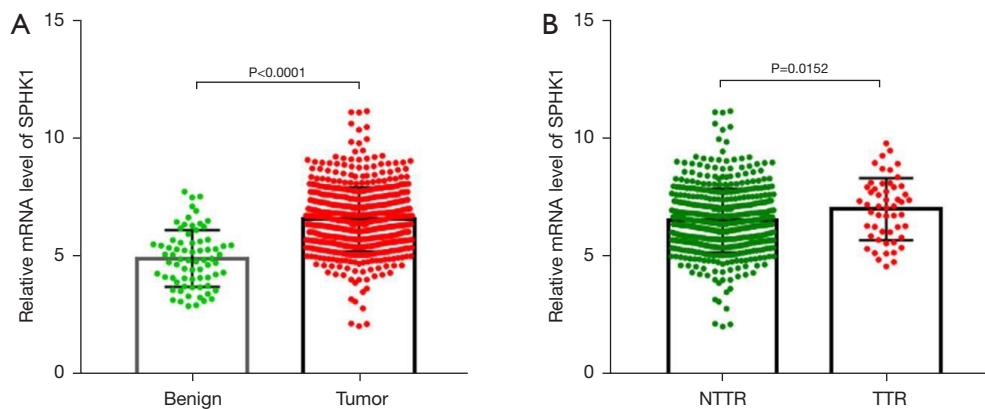 A
Relative mRNA level of SPHK1
15
10
5
0
P<0.0001
Benign
Tumor
B
Relative mRNA level of SPHK1
15
10
5
0
P=0.0152
NTTR
TTR